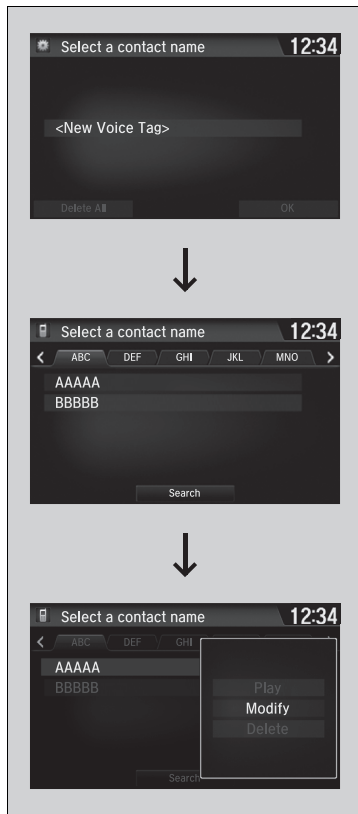 Select a contact name 12:34
<New Voice Tag>
Delete All OK
Select a contact name 12:34
ABC DEF GHI JKL MNO
AAAAA
BBBBB
Search
Select a contact name 12:34
ABC DEF GHI
AAAAA
BBBBB
Play
Modify
Delete
Search